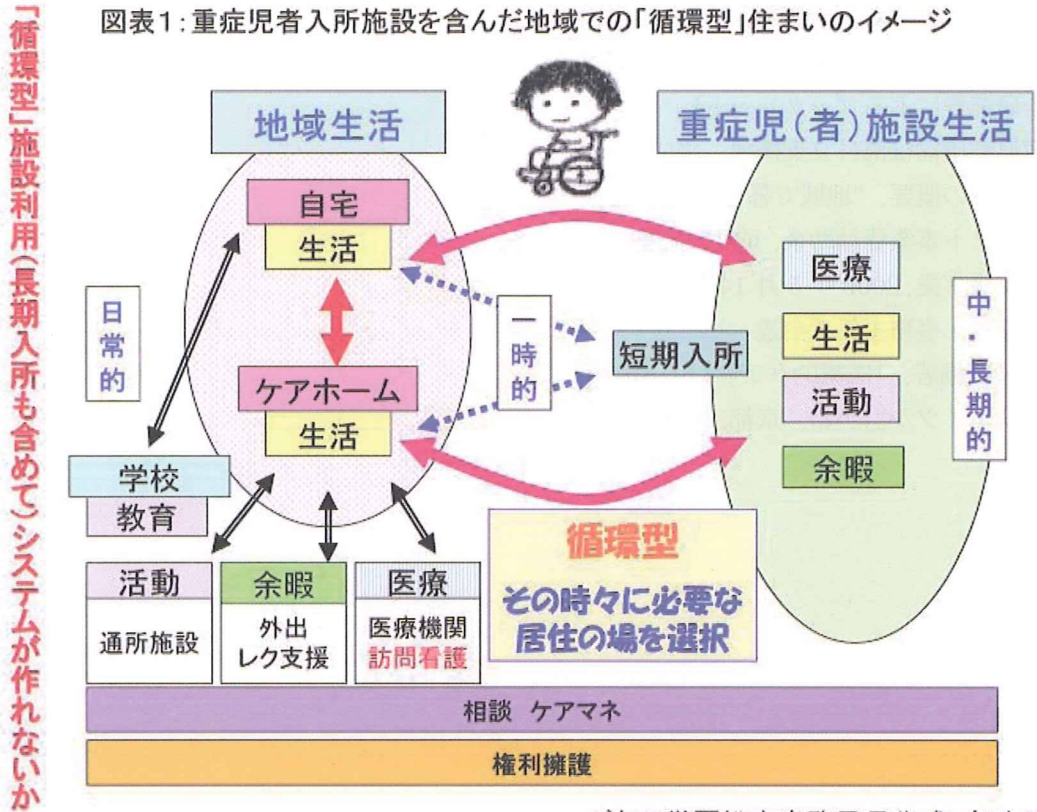 図表1:重症児者入所施設を含んだ地域での「循環型」住まいのイメージ
「循環型」施設利用(長期入所も含めて)システムが作れないか
地域生活
重症児(者)施設生活
自宅
生活
日常的
一時的
短期入所
医療
生活
活動
余暇
中・長期的
ケアホーム
生活
学校
教育
循環型
その時々に必要な
居住の場を選択
活動
通所施設
余暇
外出
レク支援
医療
医療機関
訪問看護
相談 ケアマネ
権利擁護